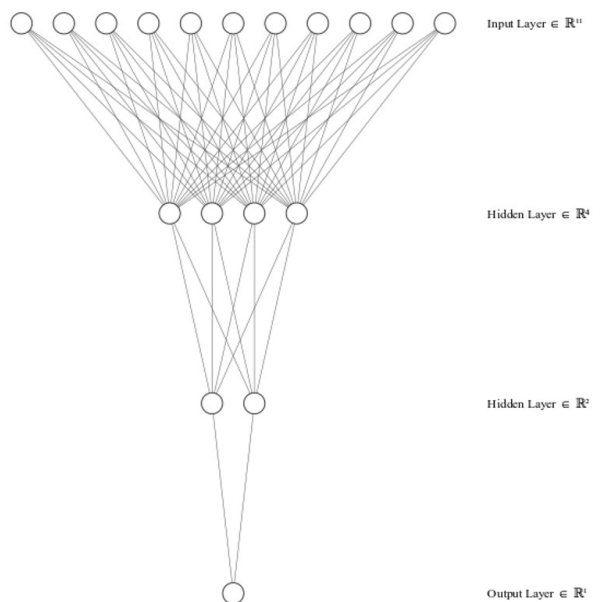 Input Layer ∈ ℝ¹¹
Hidden Layer ∈ ℝ⁴
Hidden Layer ∈ ℝ²
Output Layer ∈ ℝ¹